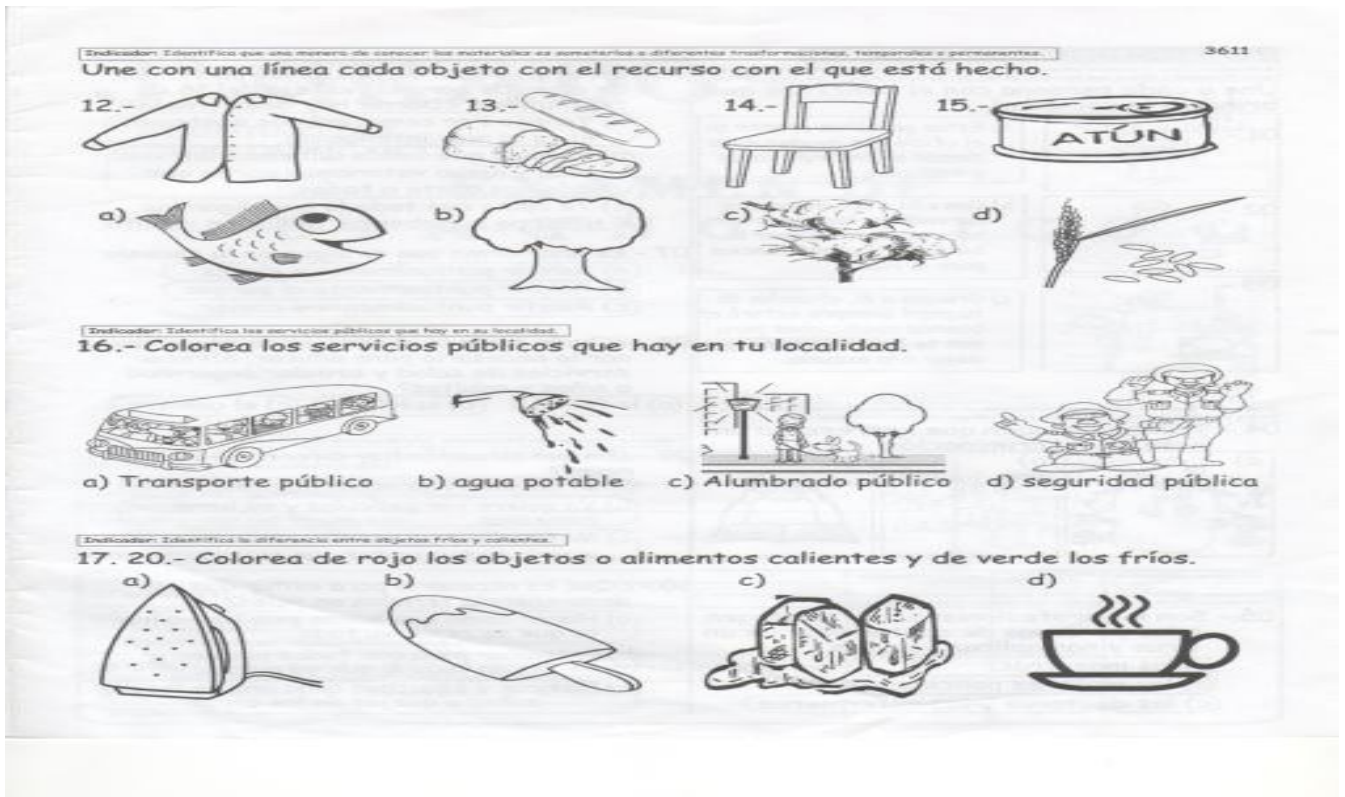 Indicador: Identifica que una manera de conocer los materiales es someterlos a diferentes trasformaciones, temporales o permanentes.
3611
Une con una línea cada objeto con el recurso con el que está hecho.
12.- 13.- 14.- 15.-
ATÚN
a) b) c) d)
Indicador: Identifica los servicios públicos que hay en su localidad.
16.- Colorea los servicios públicos que hay en tu localidad.
a) Transporte público b) agua potable c) Alumbrado público d) seguridad pública
Indicador: Identifica la diferencia entre objetos fríos y calientes.
17. 20.- Colorea de rojo los objetos o alimentos calientes y de verde los fríos.
a) b) c) d)